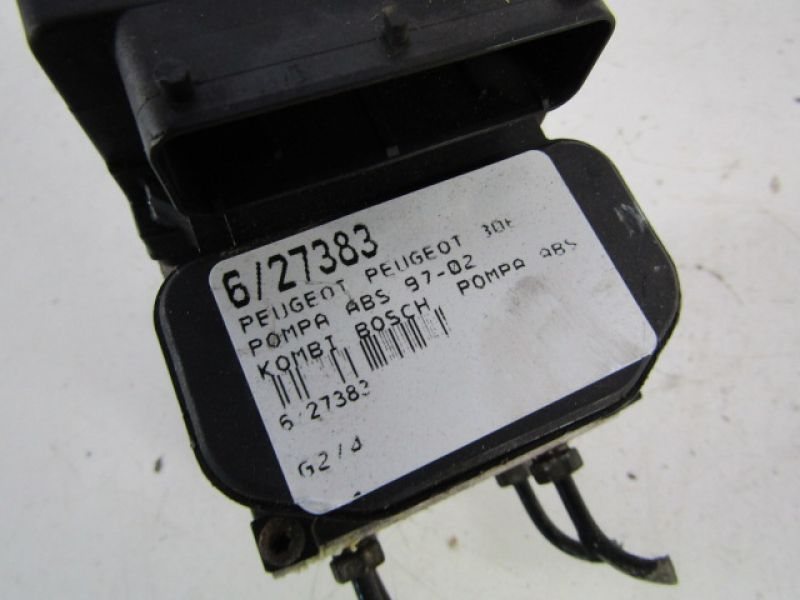 6/27383
PEUGEOT PEUGEOT 306
POMPA ABS 97-02
KOMBI BOSCH POMPA ABS
6/27383
G2/4